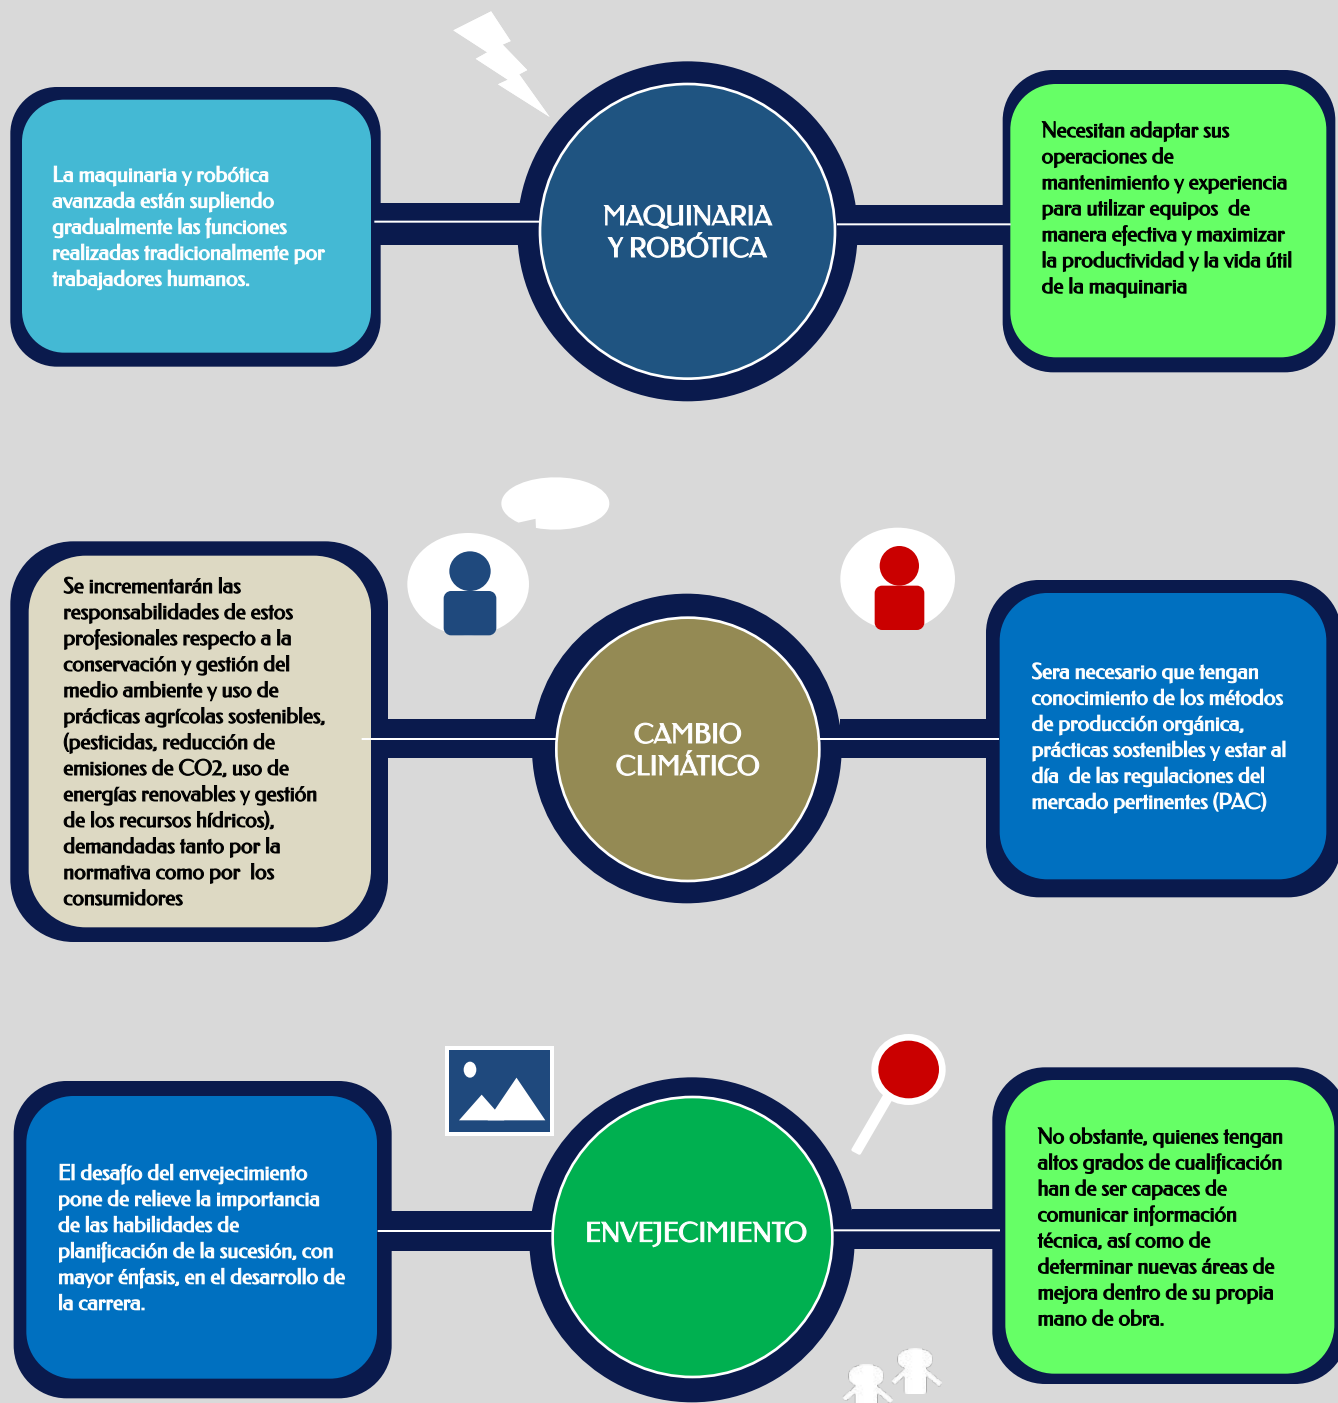 La maquinaria y robótica
avanzada están supliendo
gradualmente las funciones
realizadas tradicionalmente por
trabajadores humanos.
MAQUINARIA
Y ROBÓTICA
Necesitan adaptar sus
operaciones de
mantenimiento y experiencia
para utilizar equipos de
manera efectiva y maximizar
la productividad y la vida útil
de la maquinaria
Se incrementarán las
responsabilidades de estos
profesionales respecto a la
conservación y gestión del
medio ambiente y uso de
prácticas agrícolas sostenibles,
(pesticidas, reducción de
emisiones de CO2, uso de
energías renovables y gestión
de los recursos hídricos),
demandadas tanto por la
normativa como por los
consumidores
CAMBIO
CLIMÁTICO
Sera necesario que tengan
conocimiento de los métodos
de producción orgánica,
prácticas sostenibles y estar al
día de las regulaciones del
mercado pertinentes (PAC)
El desafío del envejecimiento
pone de relieve la importancia
de las habilidades de
planificación de la sucesión, con
mayor énfasis, en el desarrollo de
la carrera.
ENVEJECIMIENTO
No obstante, quienes tengan
altos grados de cualificación
han de ser capaces de
comunicar información
técnica, así como de
determinar nuevas áreas de
mejora dentro de su propia
mano de obra.